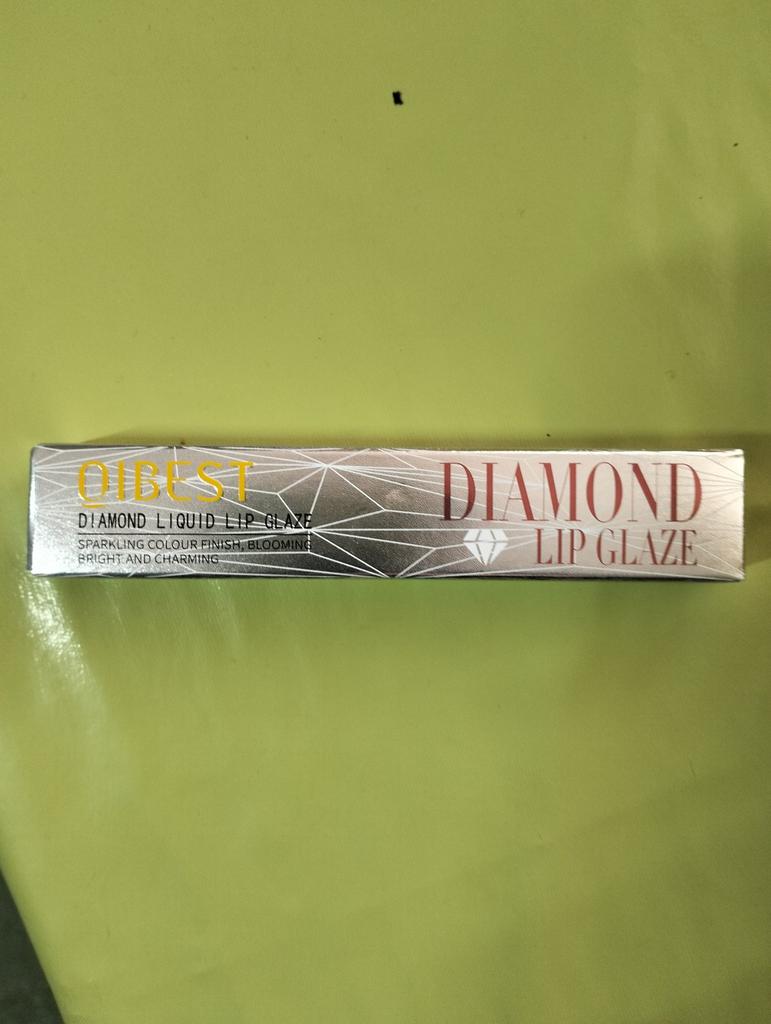 QIBEST
DIAMOND LIQUID LIP GLAZE
SPARKLING COLOUR FINISH, BLOOMING
BRIGHT AND CHARMING
DIAMOND
LIP GLAZE